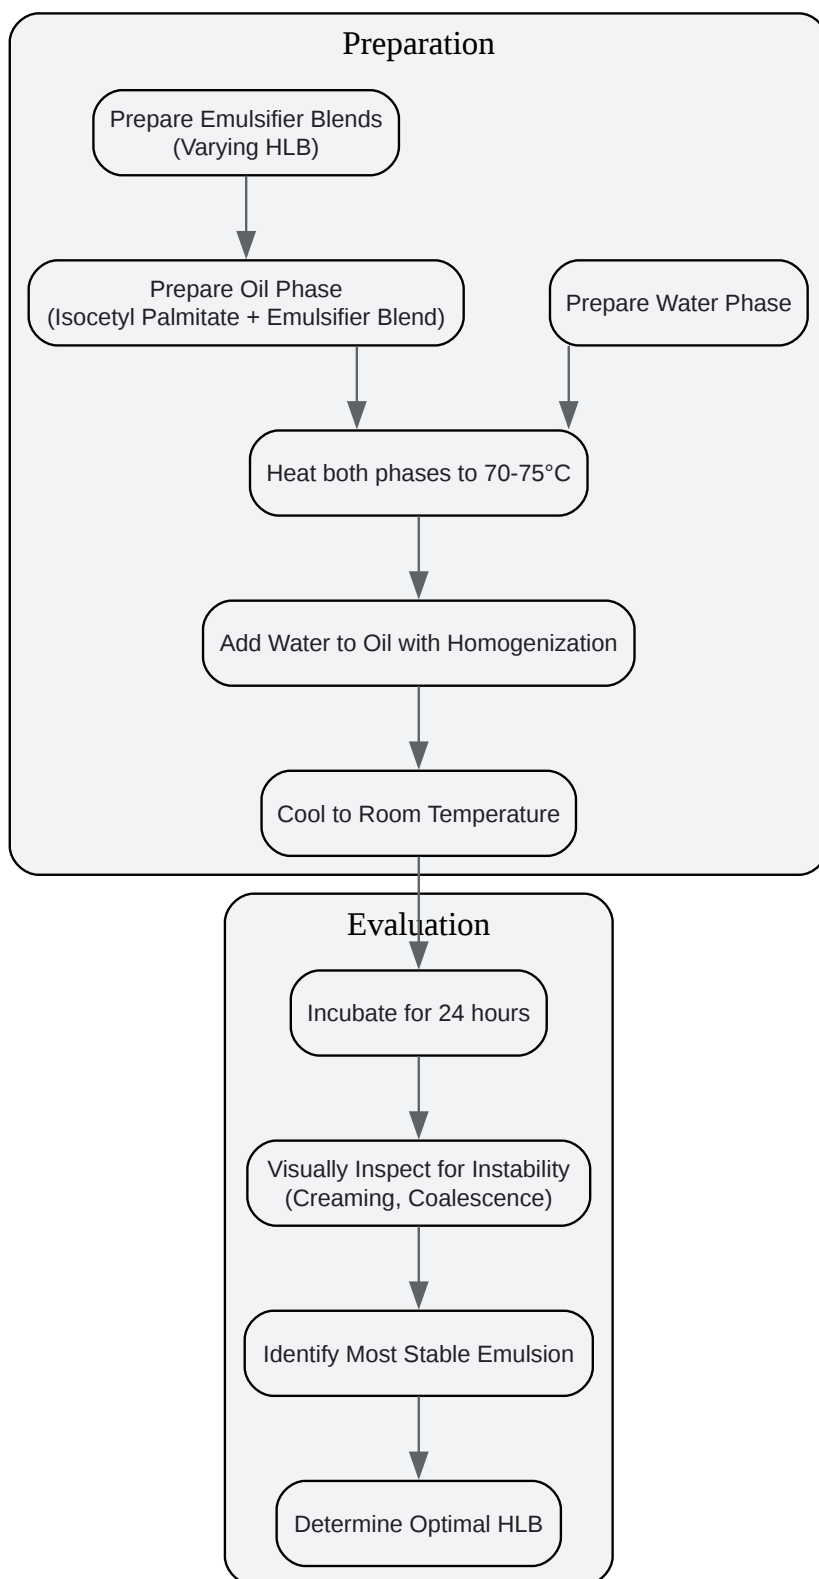 Preparation
Prepare Emulsifier Blends
(Varying HLB)
Prepare Oil Phase
(Isocetyl Palmitate + Emulsifier Blend)
Prepare Water Phase
Heat both phases to 70-75°C
Add Water to Oil with Homogenization
Cool to Room Temperature
Evaluation
Incubate for 24 hours
Visually Inspect for Instability
(Creaming, Coalescence)
Identify Most Stable Emulsion
Determine Optimal HLB